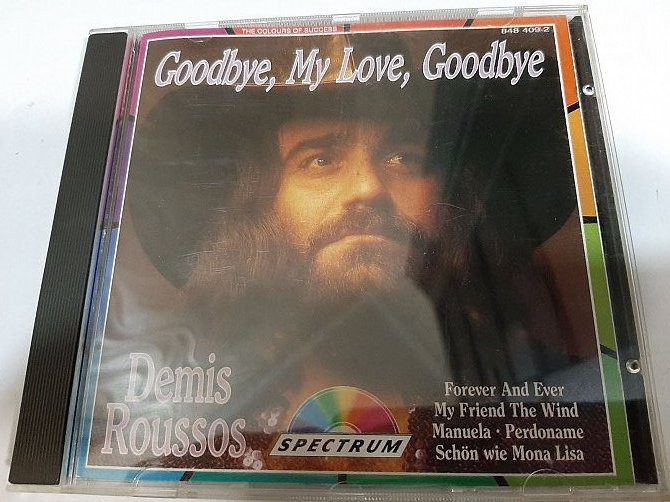 THE COLOURS OF SUCCESS
848 409-2
Goodbye, My Love, Goodbye
Demis
Roussos
SPECTRUM
Forever And Ever
My Friend The Wind
Manuela · Perdoname
Schön wie Mona Lisa